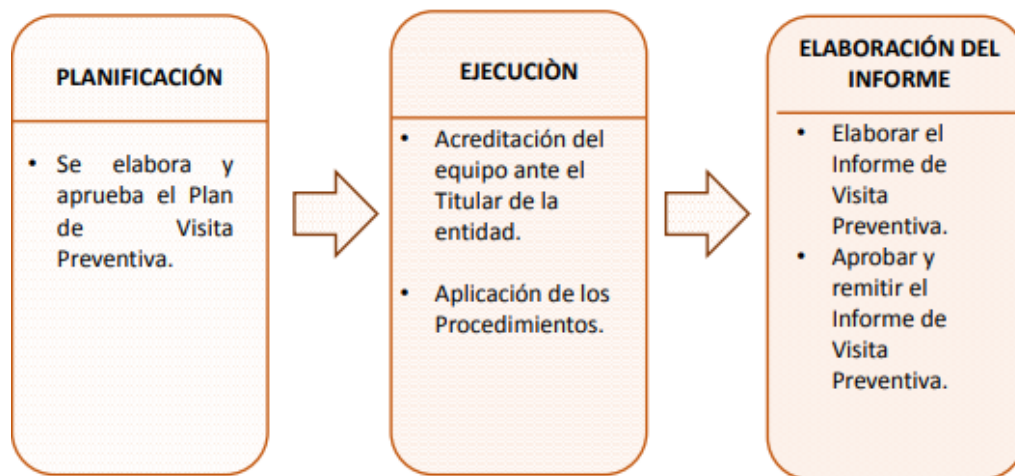 PLANIFICACIÓN
• Se elabora y
aprueba el Plan
de Visita
Preventiva.
EJECUCIÒN
• Acreditación del
equipo ante el
Titular de la
entidad.
• Aplicación de los
Procedimientos.
ELABORACIÓN DEL
INFORME
• Elaborar el
Informe de
Visita
Preventiva.
• Aprobar y
remitir el
Informe de
Visita
Preventiva.